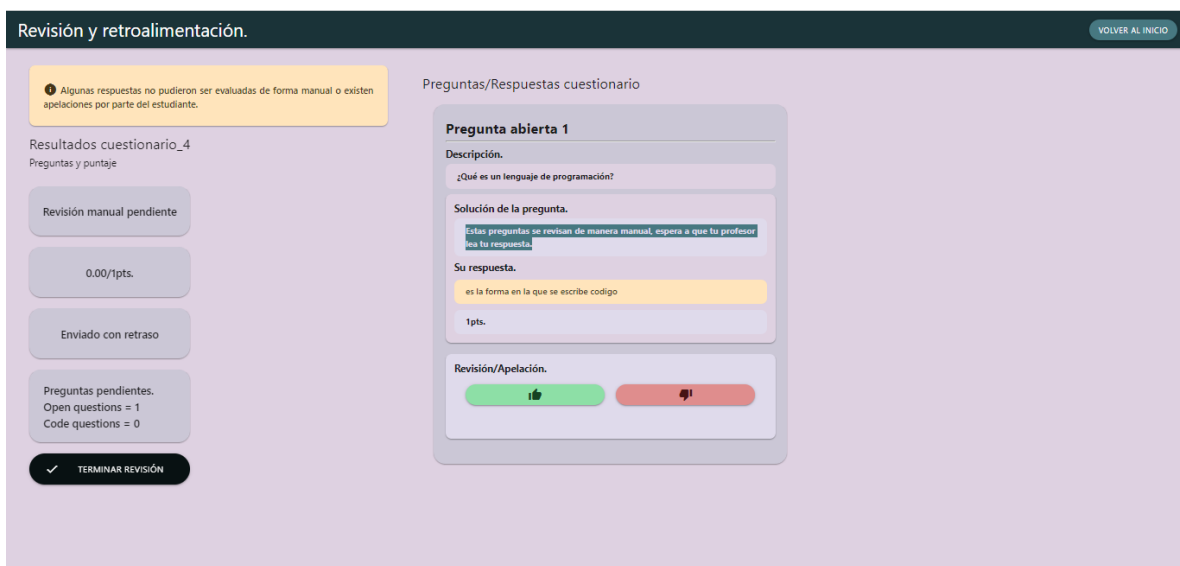 Revisión y retroalimentación.
VOLVER AL INICIO
Algunas respuestas no pudieron ser evaluadas de forma manual o existen
apelaciones por parte del estudiante.
Resultados cuestionario_4
Preguntas y puntaje
Revisión manual pendiente
0.00/1pts.
Enviado con retraso
Preguntas pendientes.
Open questions = 1
Code questions = 0
TERMINAR REVISIÓN
Preguntas/Respuestas cuestionario
Pregunta abierta 1
Descripción.
¿Qué es un lenguaje de programación?
Solución de la pregunta.
Estas preguntas se revisan de manera manual, espera a que tu profesor
lea tu respuesta.
Su respuesta.
es la forma en la que se escribe codigo
1pts.
Revisión/Apelación.